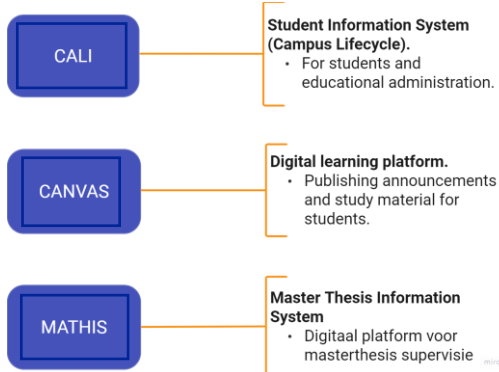 CALI
Student Information System
(Campus Lifecycle).
• For students and
educational administration.
CANVAS
Digital learning platform.
• Publishing announcements
and study material for
students.
MATHIS
Master Thesis Information
System
• Digitaal platform voor
masterthesis supervisie